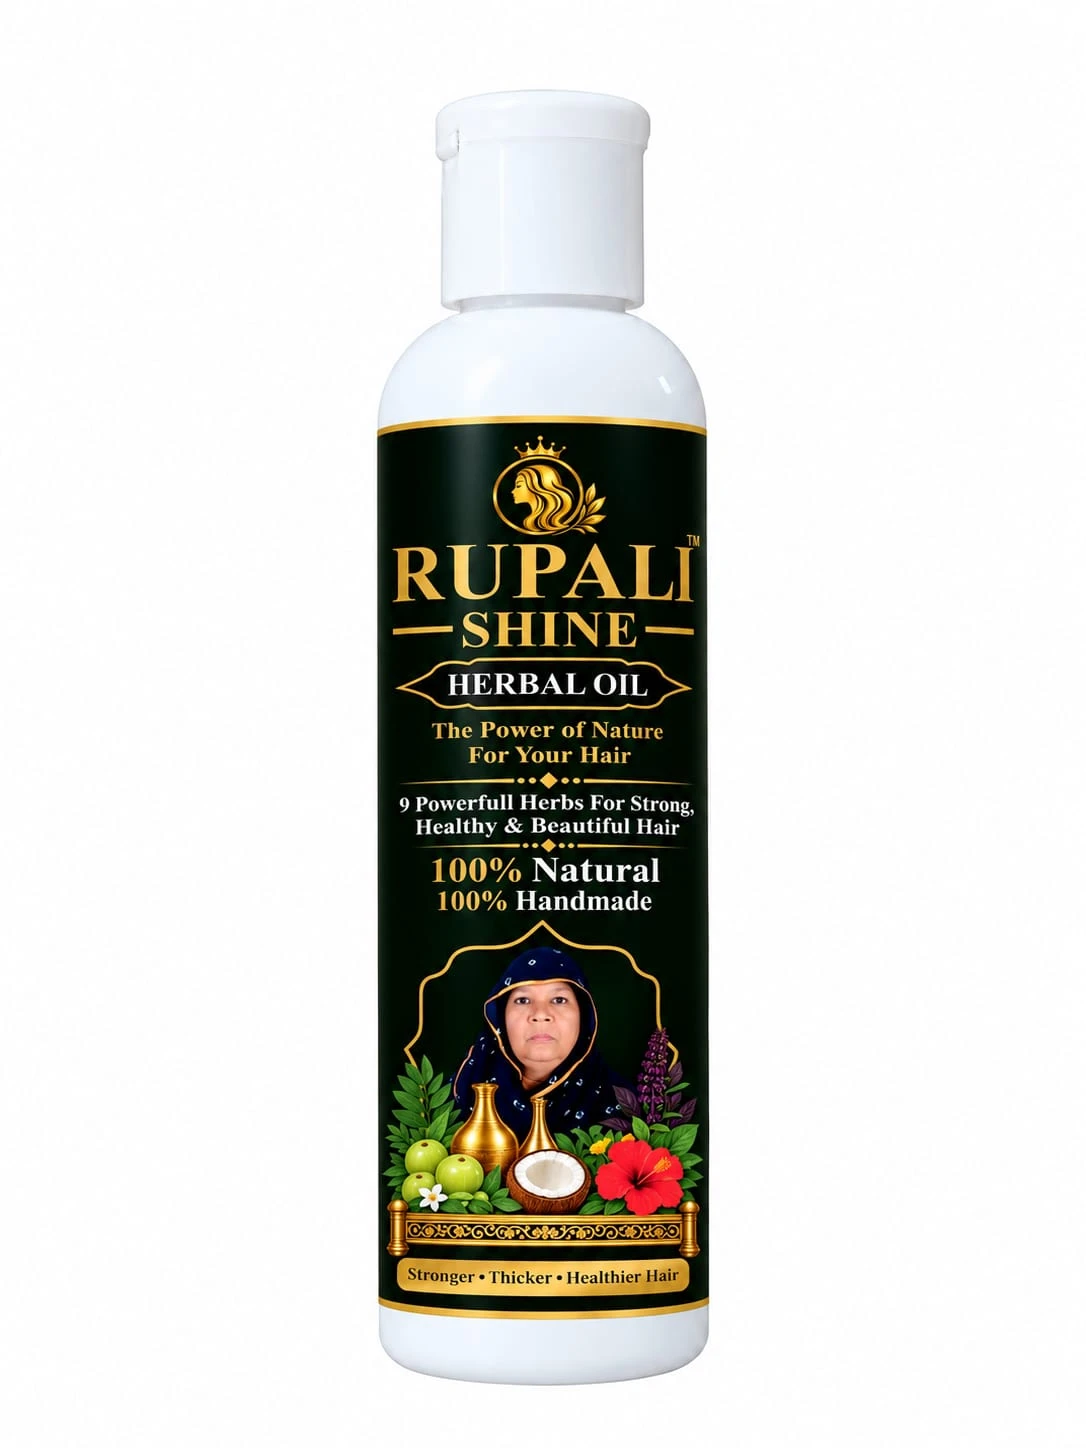 RUPALI™
SHINE
HERBAL OIL
The Power of Nature
For Your Hair
9 Powerfull Herbs For Strong,
Healthy & Beautiful Hair
100% Natural
100% Handmade
Stronger • Thicker • Healthier Hair